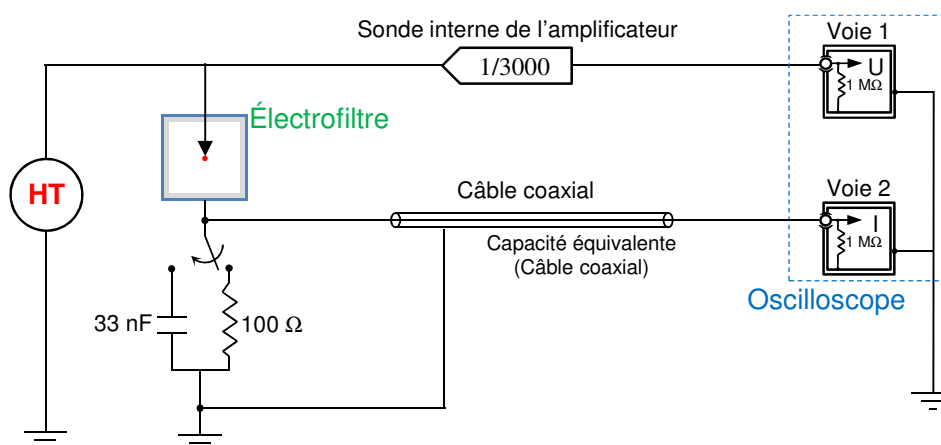 Sonde interne de l'amplificateur
1/3000
Voie 1
U
1 MΩ
Électrofiltre
HT
Câble coaxial
Capacité équivalente
(Câble coaxial)
Voie 2
I
1 MΩ
Oscilloscope
33 nF
100 Ω